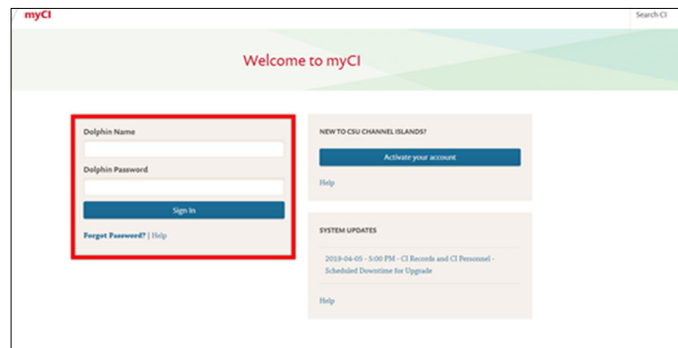 / myCI
Search CI
Welcome to myCI
Dolphin Name
Dolphin Password
Sign In
Forgot Password? | Help
NEW TO CSU CHANNEL ISLANDS?
Activate your account
Help
SYSTEM UPDATES
2019-04-05 - 5:00 PM - CI Records and CI Personnel -
Scheduled Downtime for Upgrade
Help